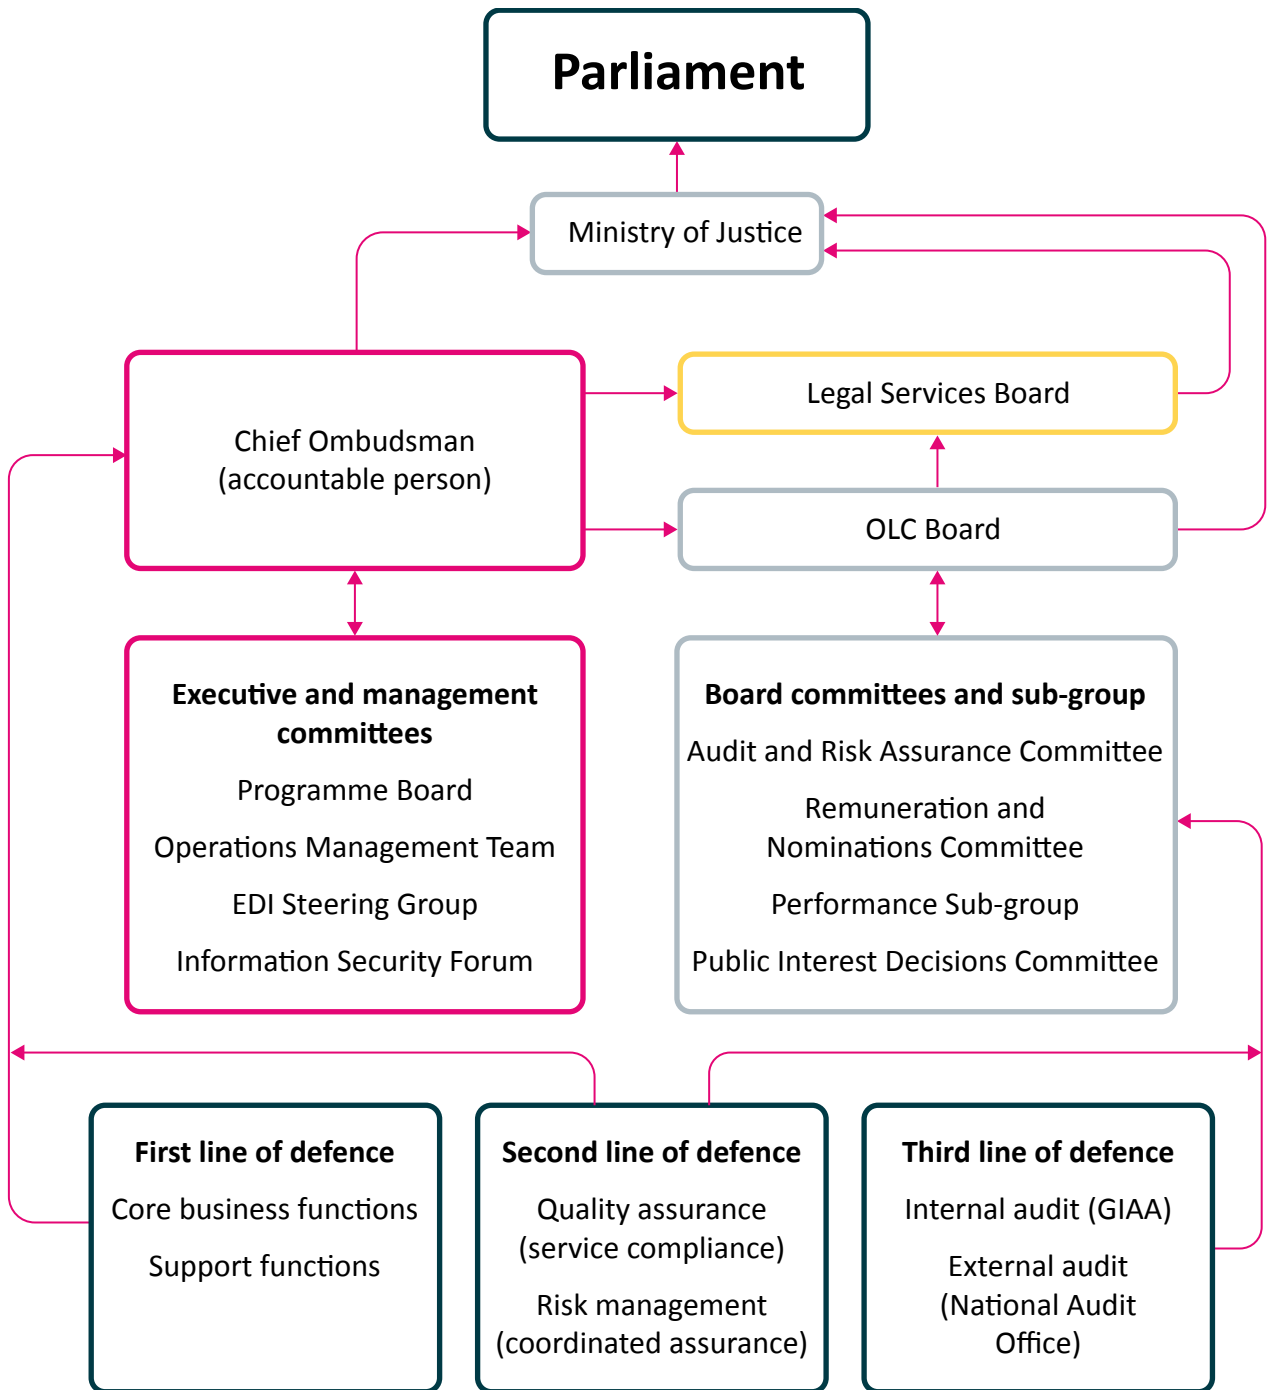 Parliament
Ministry of Justice
Chief Ombudsman
(accountable person)
Legal Services Board
OLC Board
Executive and management
committees
Programme Board
Operations Management Team
EDI Steering Group
Information Security Forum
Board committees and sub-group
Audit and Risk Assurance Committee
Remuneration and
Nominations Committee
Performance Sub-group
Public Interest Decisions Committee
First line of defence
Core business functions
Support functions
Second line of defence
Quality assurance
(service compliance)
Risk management
(coordinated assurance)
Third line of defence
Internal audit (GIAA)
External audit
(National Audit
Office)